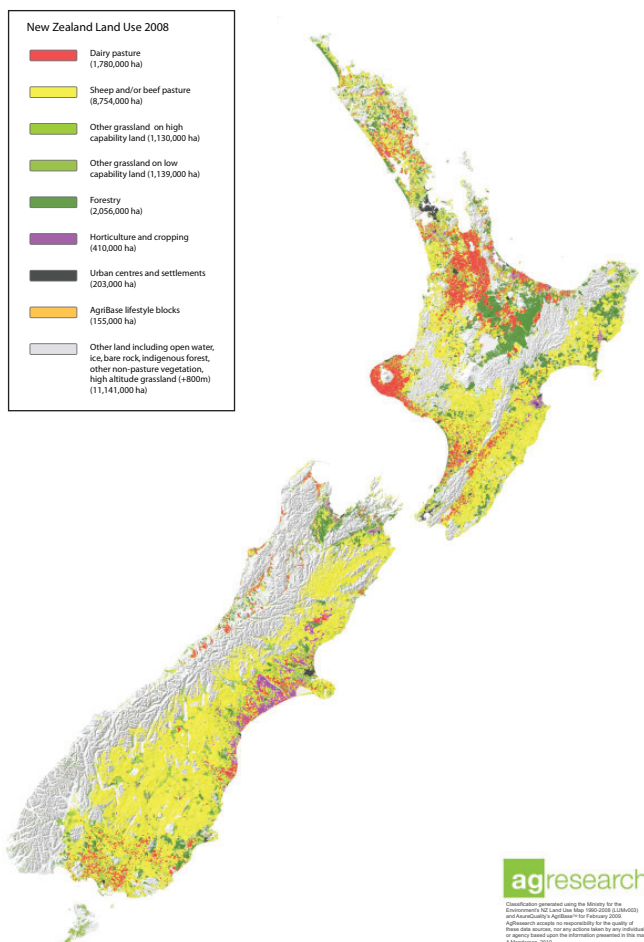 New Zealand Land Use 2008
Dairy pasture
(1,780,000 ha)
Sheep and/or beef pasture
(8,754,000 ha)
Other grassland on high
capability land (1,130,000 ha)
Other grassland on low
capability land (1,139,000 ha)
Forestry
(2,056,000 ha)
Horticulture and cropping
(410,000 ha)
Urban centres and settlements
(203,000 ha)
AgriBase lifestyle blocks
(155,000 ha)
Other land including open water,
ice, bare rock, indigenous forest,
other non-pasture vegetation,
high altitude grassland (+800m)
(11,141,000 ha)
agresearch
Classification generated using the Ministry for the
Environment's NZ Land Use Map 1990-2008 (LUMv003)
and AsureQuality's AgriBase™ for February 2009.
AgResearch accepts no responsibility for the quality of
these data sources, nor any actions taken by any individual
or agency based upon the information presented in this ma